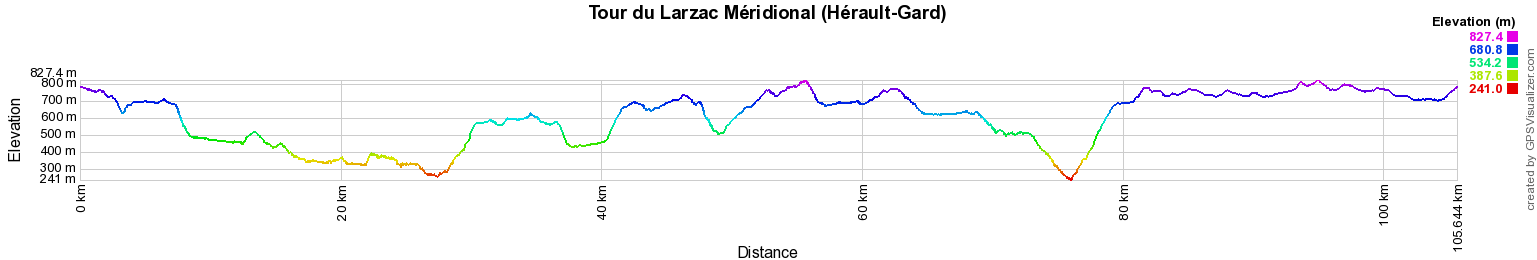 Tour du Larzac Méridional (Hérault-Gard)
Elevation (m)
827.4
680.8
534.2
387.6
241.0
created by GPSVisualizer.com
Elevation
827.4 m
800 m
700 m
600 m
500 m
400 m
300 m
241 m
0 km
20 km
40 km
60 km
80 km
100 km
105.644 km
Distance